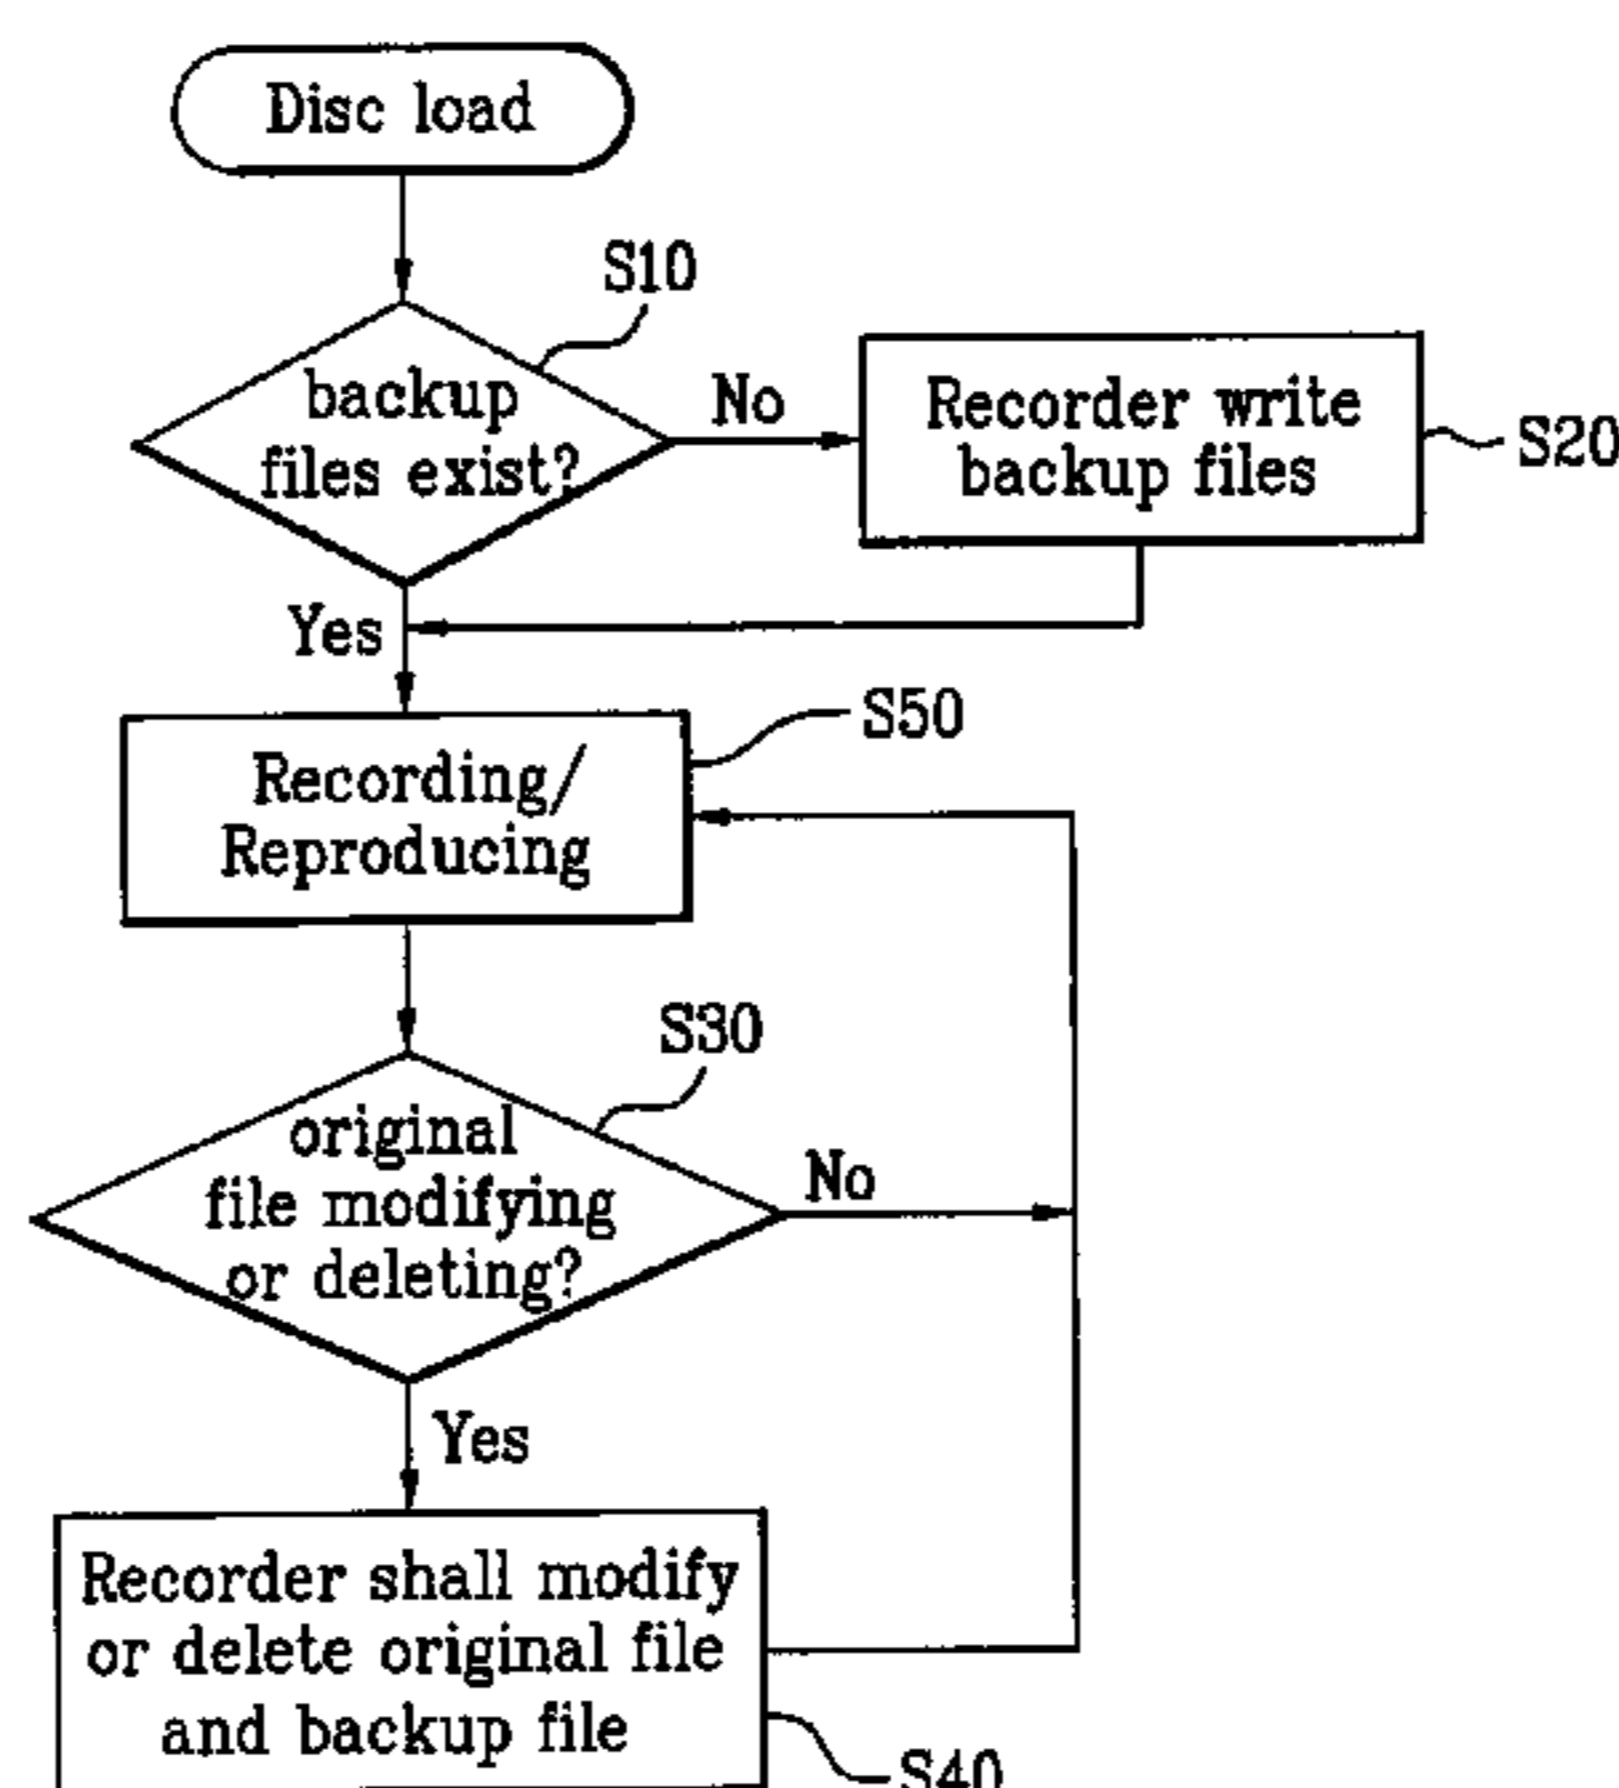 Disc load
S10
backup
files exist?
No
Recorder write
backup files
S20
Yes
S50
Recording/
Reproducing
S30
original
file modifying
or deleting?
No
Yes
Recorder shall modify
or delete original file
and backup file
S40